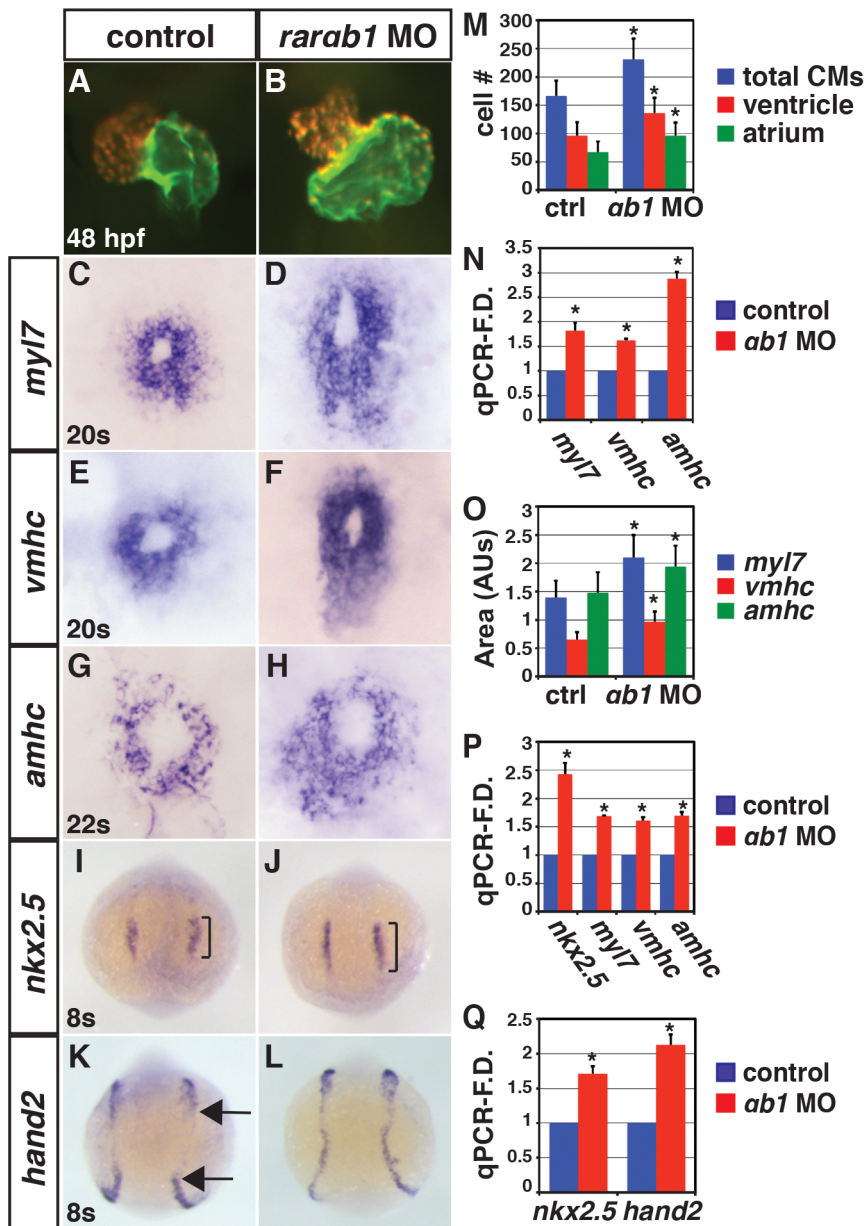 control
rarab1 MO
A
B
48 hpf
myl7
C
D
20s
vmhc
E
F
20s
amhc
G
H
22s
nkx2.5
I
J
8s
hand2
K
L
8s
M
cell #
300
250
200
150
100
50
0
*
*
*
ctrl
ab1 MO
total CMs
ventricle
atrium
N
qPCR-F.D.
3.5
3
2.5
2
1.5
1
0.5
0
*
*
*
myl7
vmhc
amhc
control
ab1 MO
O
Area (AUs)
3
2.5
2
1.5
1
0.5
0
*
*
*
ctrl
ab1 MO
myl7
vmhc
amhc
P
qPCR-F.D.
3
2.5
2
1.5
1
0.5
0
*
*
*
*
nkx2.5
myl7
vmhc
amhc
control
ab1 MO
Q
qPCR-F.D.
2.5
2
1.5
1
0.5
0
*
*
nkx2.5 hand2
control
ab1 MO